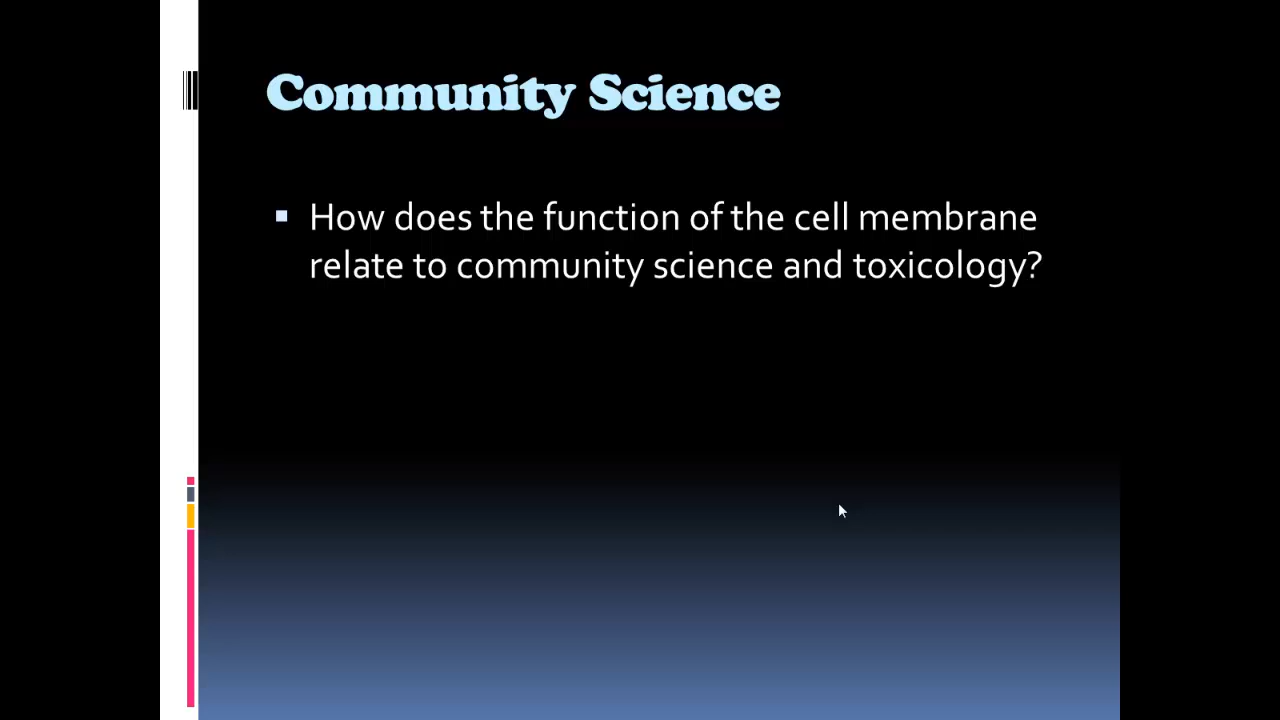 Community Science
How does the function of the cell membrane
relate to community science and toxicology?